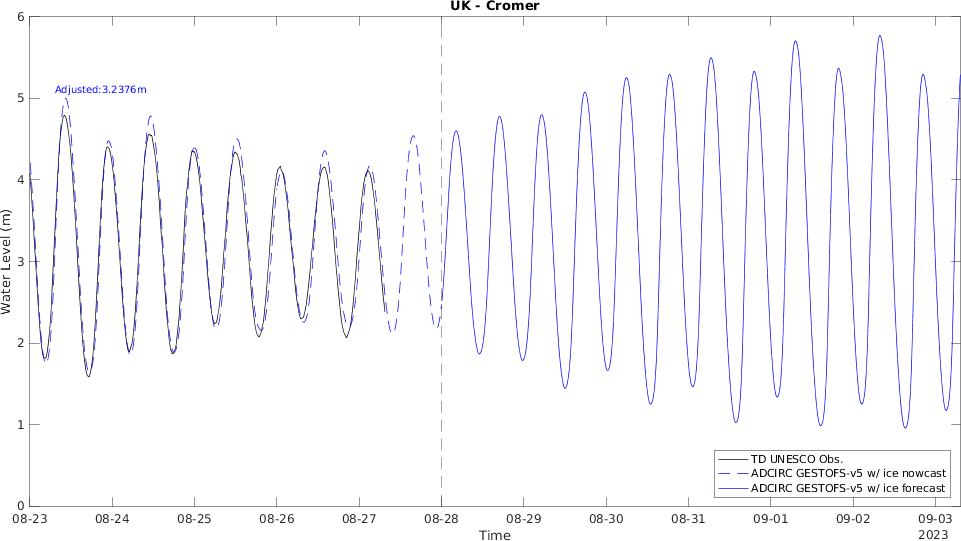 UK - Cromer
Adjusted:3.2376m
6
5
4
3
2
1
0
Water Level (m)
08-23 08-24 08-25 08-26 08-27 08-28 08-29 08-30 08-31 09-01 09-02 09-03
Time
2023
TD UNESCO Obs.
ADCIRC GESTOFS-v5 w/ ice nowcast
ADCIRC GESTOFS-v5 w/ ice forecast